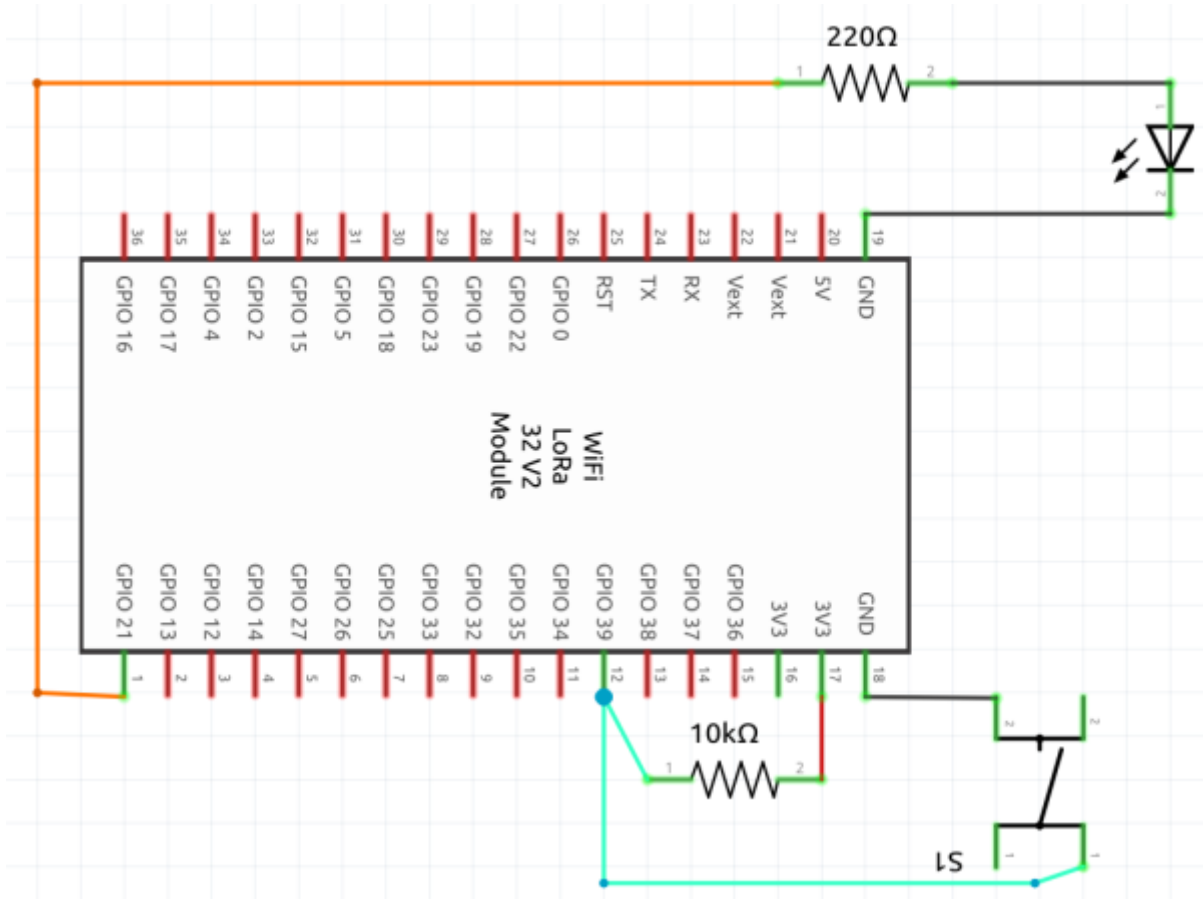 220Ω
1
2
1
2
36
35
34
33
32
31
30
29
28
27
26
25
24
23
22
21
20
19
GPIO 16
GPIO 17
GPIO 4
GPIO 2
GPIO 15
GPIO 5
GPIO 18
GPIO 23
GPIO 19
GPIO 22
GPIO 0
RST
TX
RX
Vext
Vext
5V
GND
WiFi
LoRa
32 V2
Module
GPIO 21
GPIO 13
GPIO 12
GPIO 14
GPIO 27
GPIO 26
GPIO 25
GPIO 33
GPIO 32
GPIO 35
GPIO 34
GPIO 39
GPIO 38
GPIO 37
GPIO 36
3V3
3V3
GND
1
2
3
4
5
6
7
8
9
10
11
12
13
14
15
16
17
18
10kΩ
1
2
2
2
S1
1
1